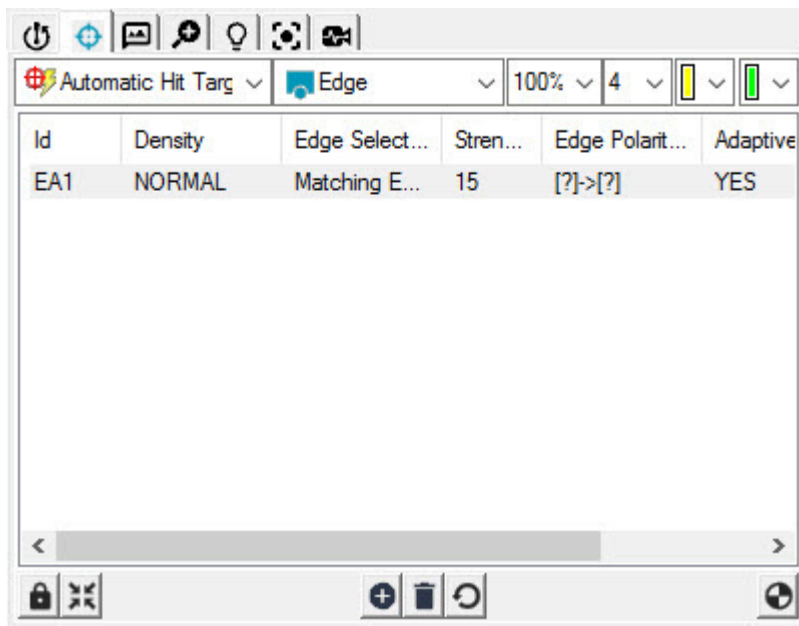 Automatic Hit Targ Edge 100% 4
Id Density Edge Select... Stren... Edge Polarit... Adaptive
EA1 NORMAL Matching E... 15 [?]->[?] YES